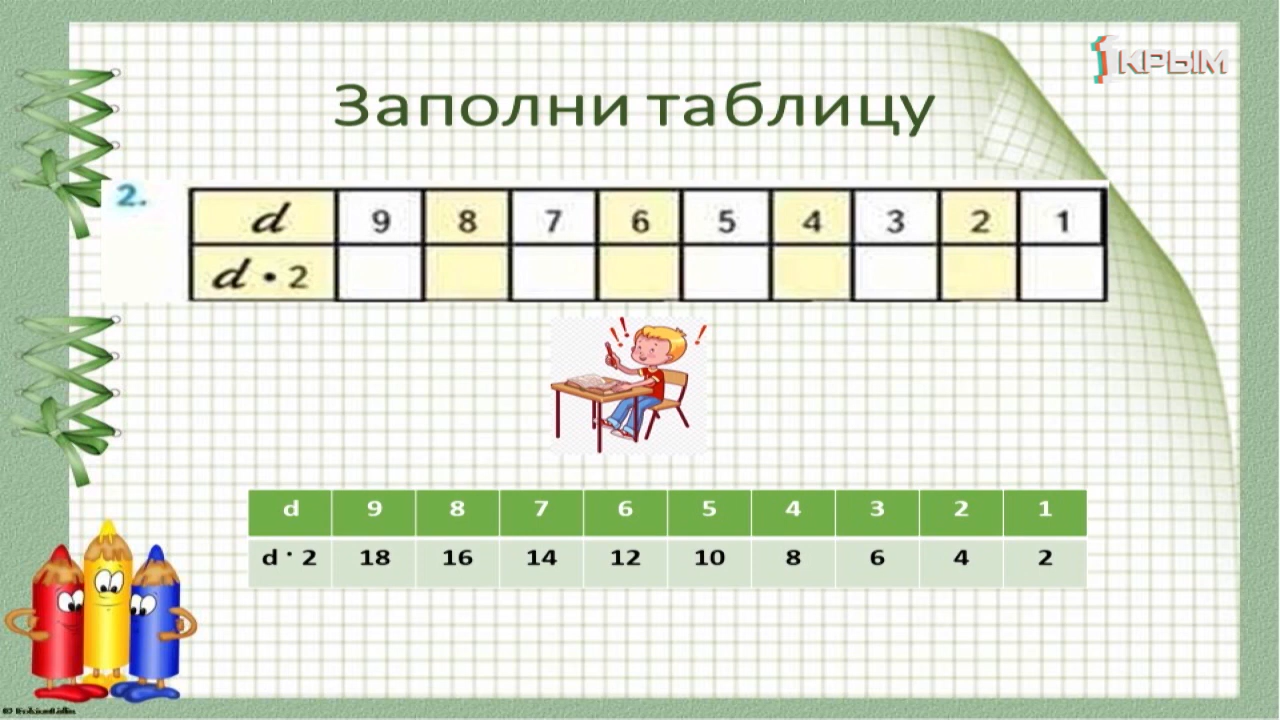 1 КРЫМ
Заполни таблицу
2.
d 9 8 7 6 5 4 3 2 1
d • 2
d 9 8 7 6 5 4 3 2 1
d · 2 18 16 14 12 10 8 6 4 2